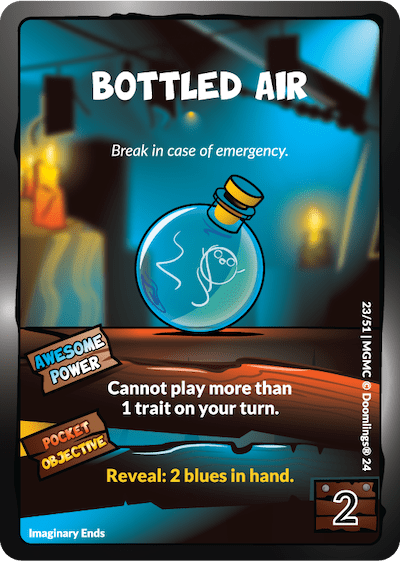 BOTTLED AIR
Break in case of emergency.
AWESOME
POWER
Cannot play more than
1 trait on your turn.
POCKET
OBJECTIVE
Reveal: 2 blues in hand.
2
Imaginary Ends
23/51 | MGMC © Doomlings® 24